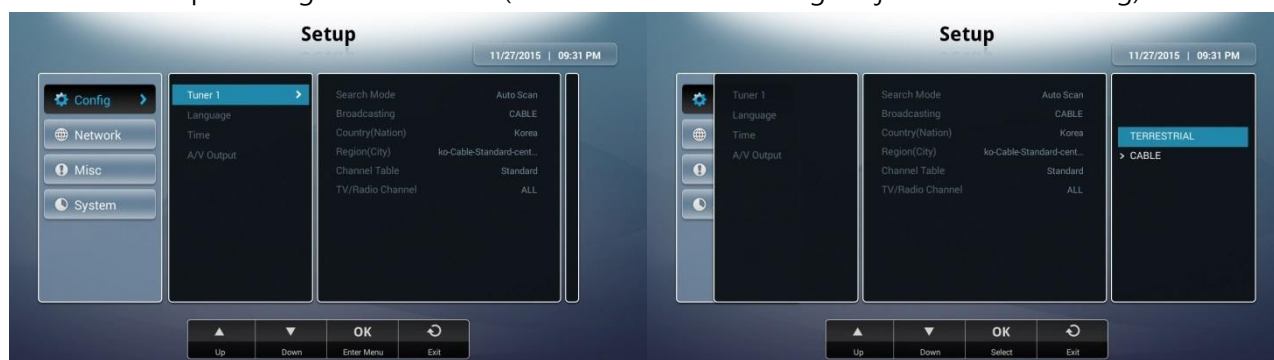 Setup
11/27/2015 | 09:31 PM
Config
Network
Misc
System
Tuner 1
Language
Time
A/V Output
Search Mode Auto Scan
Broadcasting CABLE
Country(Nation) Korea
Region(City) ko-Cable-Standard-cent...
Channel Table Standard
TV/Radio Channel ALL
Up Down OK Enter Menu Exit
Setup
11/27/2015 | 09:31 PM
Tuner 1
Language
Time
A/V Output
Search Mode Auto Scan
Broadcasting CABLE
Country(Nation) Korea
Region(City) ko-Cable-Standard-cent...
Channel Table Standard
TV/Radio Channel ALL
TERRESTRIAL
> CABLE
Up Down OK Select Exit